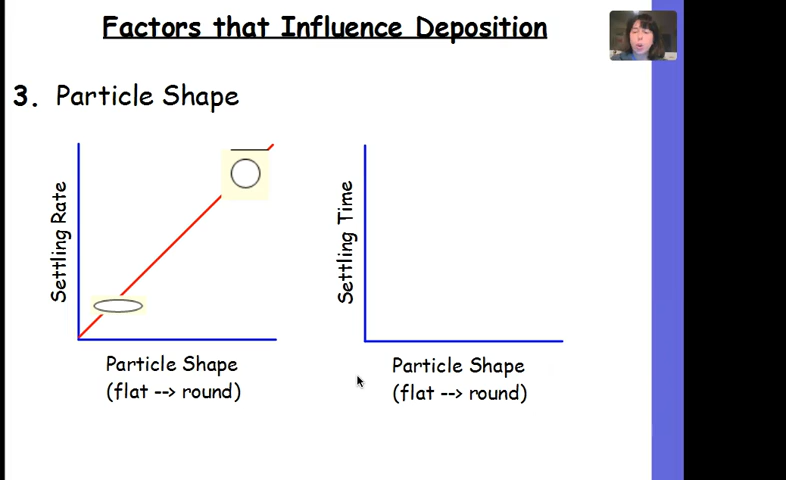 Factors that Influence Deposition
3. Particle Shape
Settling Rate
Particle Shape
(flat --> round)
Settling Time
Particle Shape
(flat --> round)